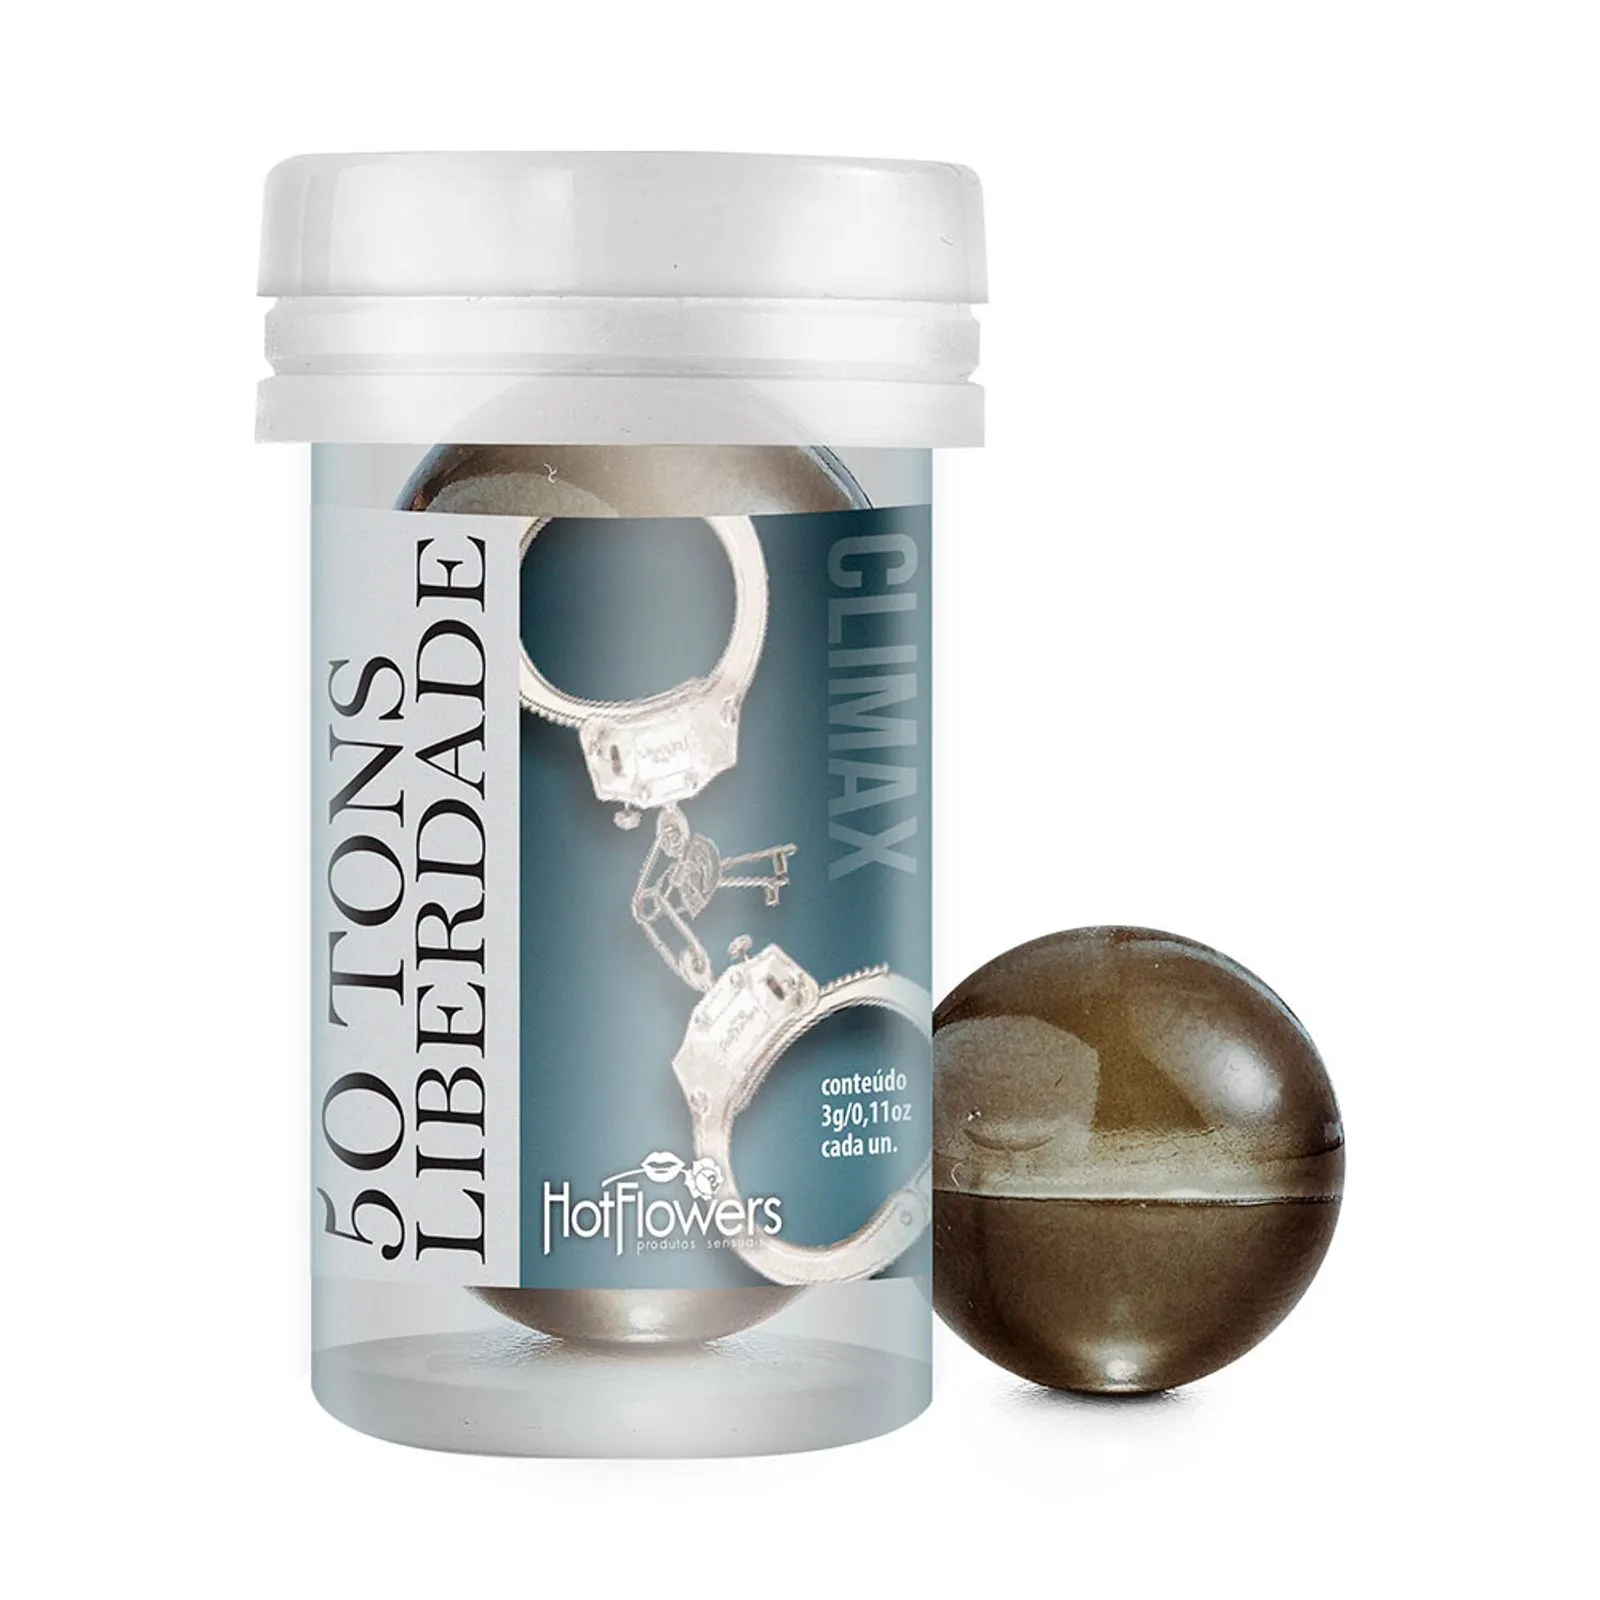 50 TONS
LIBERDADE
CLIMAX
conteúdo
3g/0,11oz
cada un.
HotFlowers
produtos sensuais